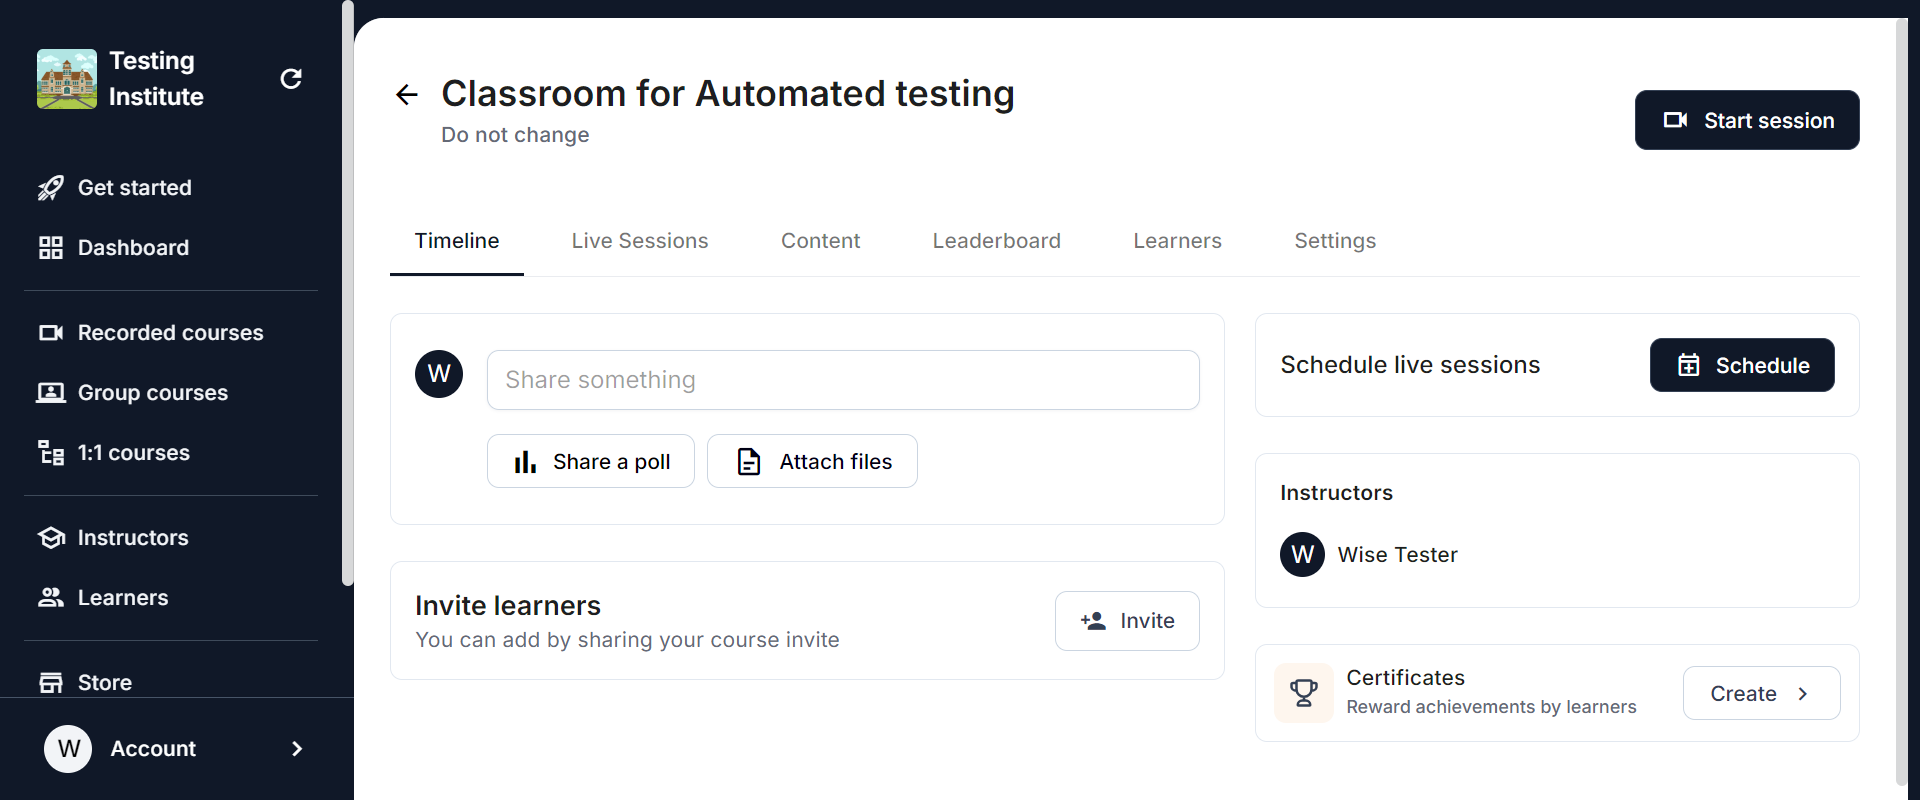 Testing
Institute
Get started
Dashboard
Recorded courses
Group courses
1:1 courses
Instructors
Learners
Store
W
Account
Classroom for Automated testing
Do not change
Start session
Timeline
Live Sessions
Content
Leaderboard
Learners
Settings
W
Share something
Share a poll
Attach files
Invite learners
You can add by sharing your course invite
Invite
Schedule live sessions
Schedule
Instructors
W
Wise Tester
Certificates
Reward achievements by learners
Create